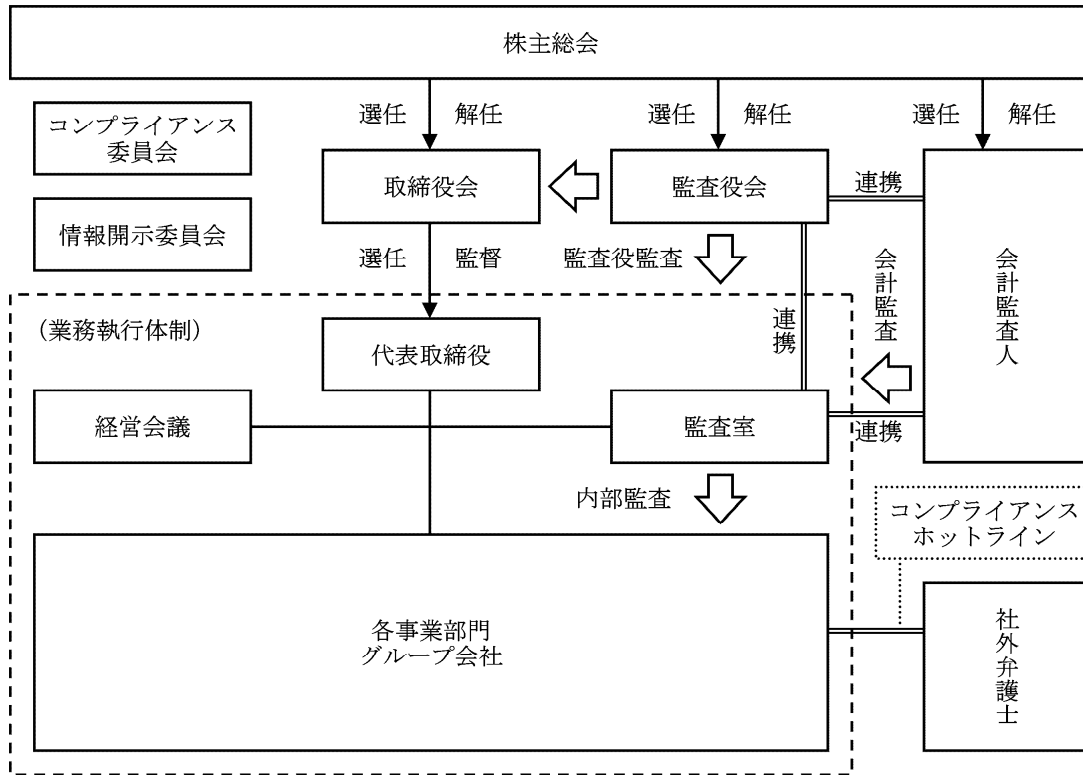 株主総会
選任
解任
選任
解任
選任
解任
コンプライアンス
委員会
取締役会
監査役会
連携
情報開示委員会
選任
監督
監査役監査
会計監査
会計監査人
(業務執行体制)
代表取締役
連携
経営会議
監査室
連携
内部監査
コンプライアンス
ホットライン
各事業部門
グループ会社
社外弁護士